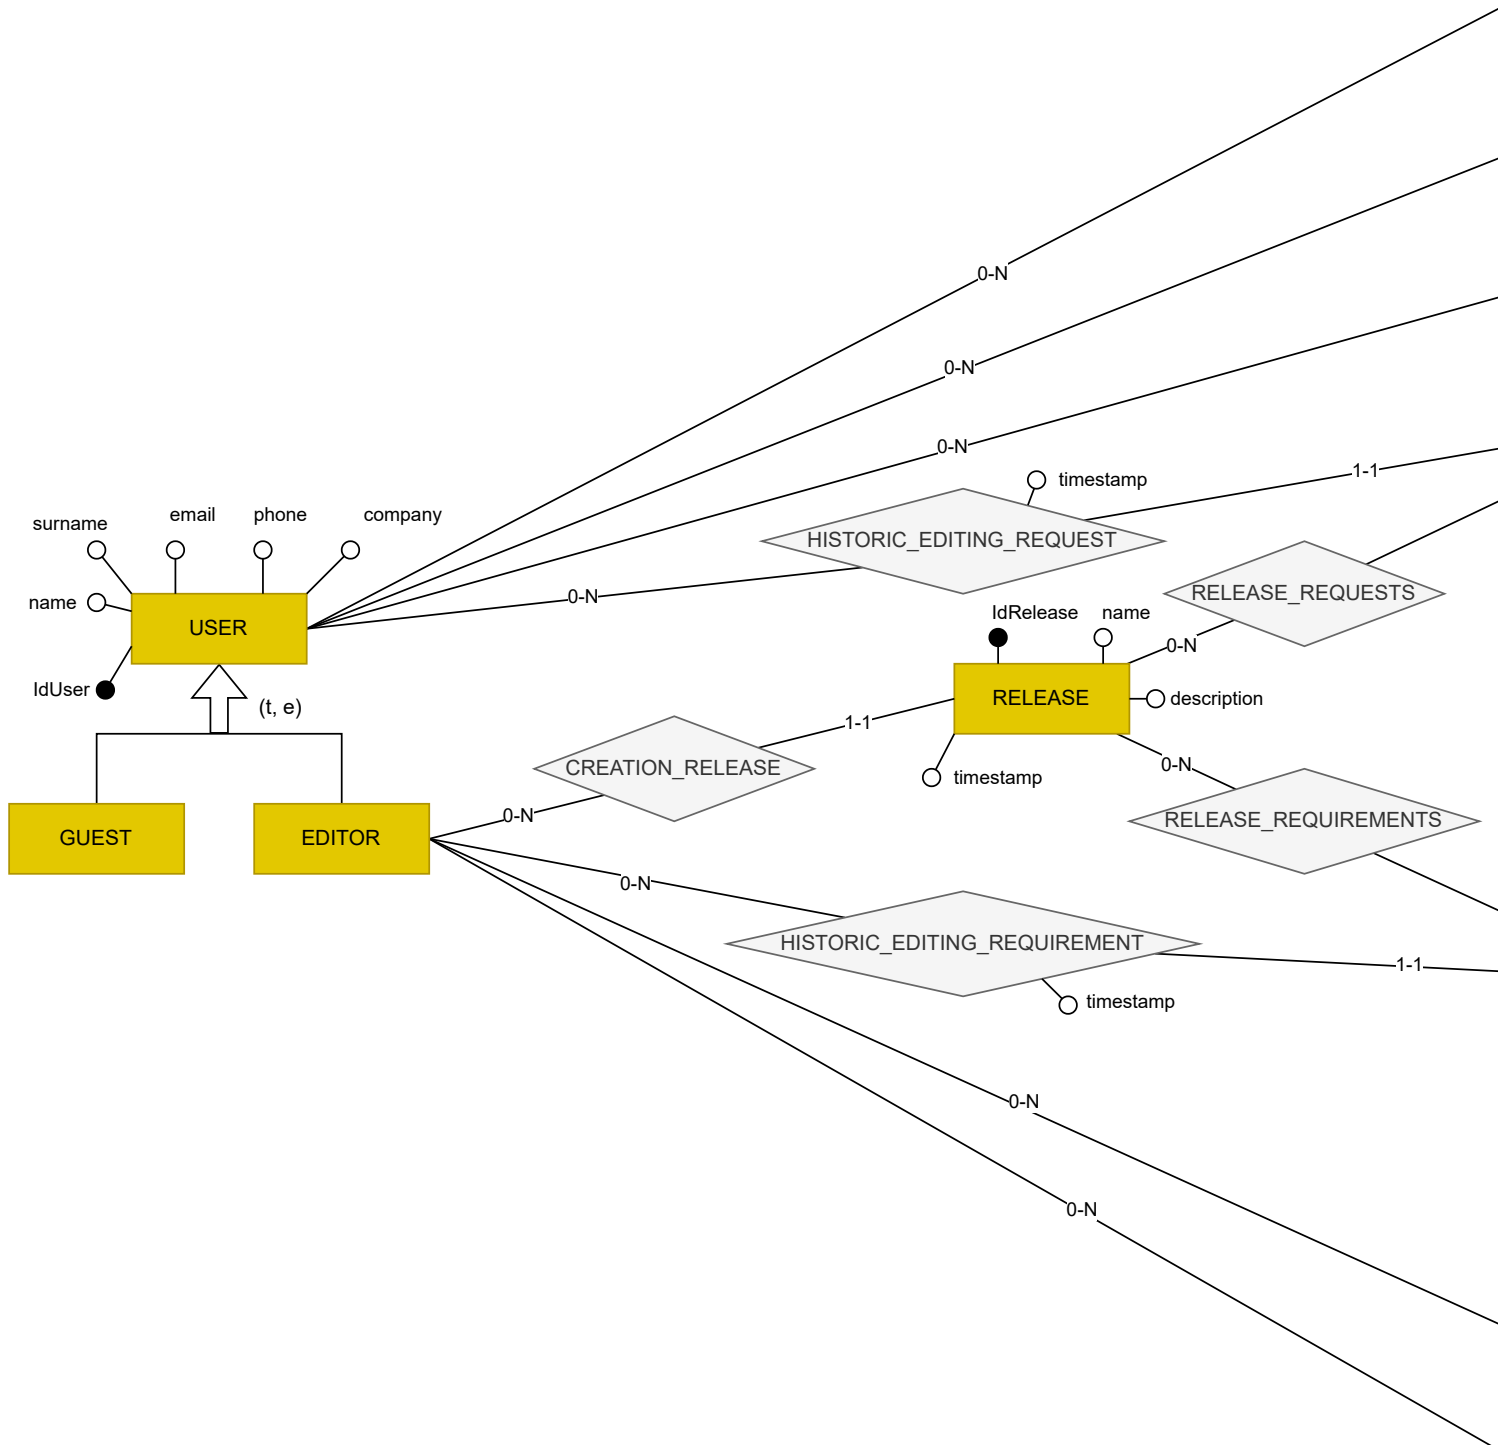 0-N
0-N
0-N
1-1
timestamp
surname
email
phone
company
HISTORIC_EDITING_REQUEST
RELEASE_REQUESTS
name
0-N
USER
IdRelease
name
0-N
IdUser
(t, e)
RELEASE
description
1-1
CREATION_RELEASE
0-N
timestamp
0-N
RELEASE_REQUIREMENTS
GUEST
EDITOR
0-N
HISTORIC_EDITING_REQUIREMENT
1-1
timestamp
0-N
0-N